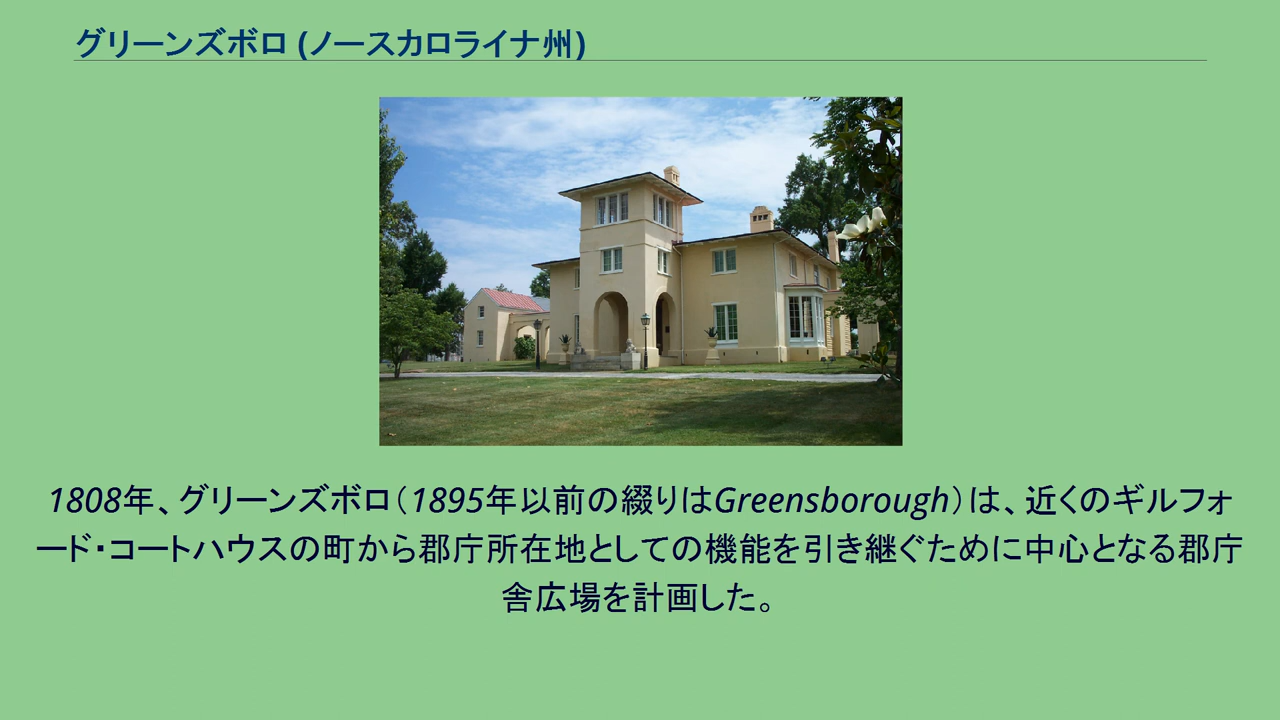 グリーンズボロ (ノースカロライナ州)
1808年、グリーンズボロ（1895年以前の綴りはGreensborough）は、近くのギルフォ
ード・コートハウスの町から郡庁所在地としての機能を引き継ぐために中心となる郡庁
舎広場を計画した。